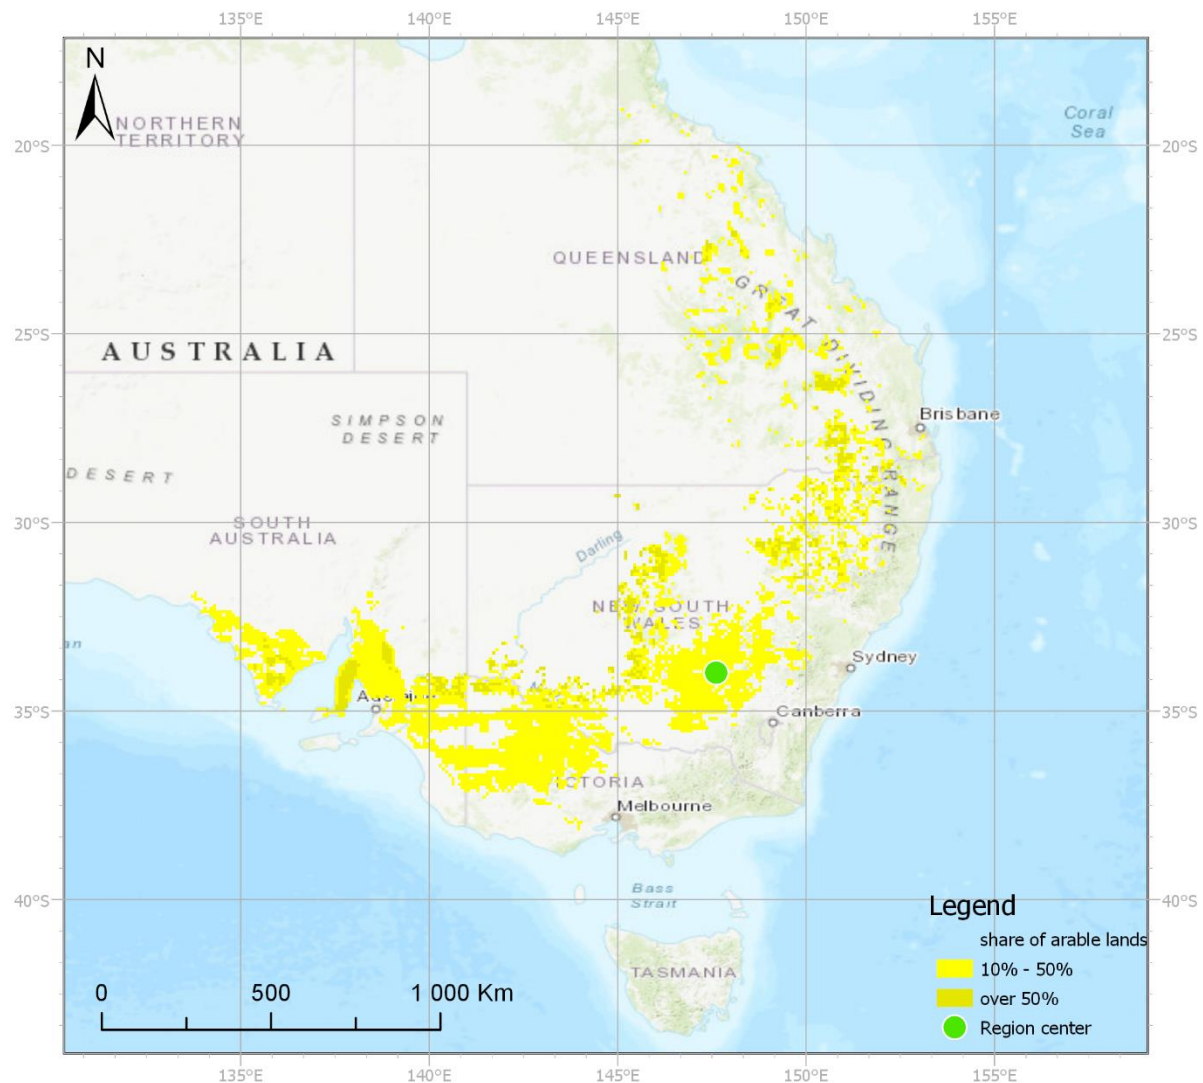 135°E 140°E 145°E 150°E 155°E
N
NORTHERN
TERRITORY
Coral
Sea
20°S 20°S
QUEENSLAND
GREAT DIVIDING RANGE
25°S 25°S
AUSTRALIA
SIMPSON
DESERT
Brisbane
DESERT
30°S 30°S
SOUTH
AUSTRALIA
Darling
NEW SOUTH
WALES
Sydney
35°S 35°S
Canberra
VICTORIA
Melbourne
Bass
Strait
40°S 40°S
Legend
share of arable lands
TASMANIA
10% - 50%
0 500 1 000 Km
over 50%
Region center
135°E 140°E 145°E 150°E 155°E